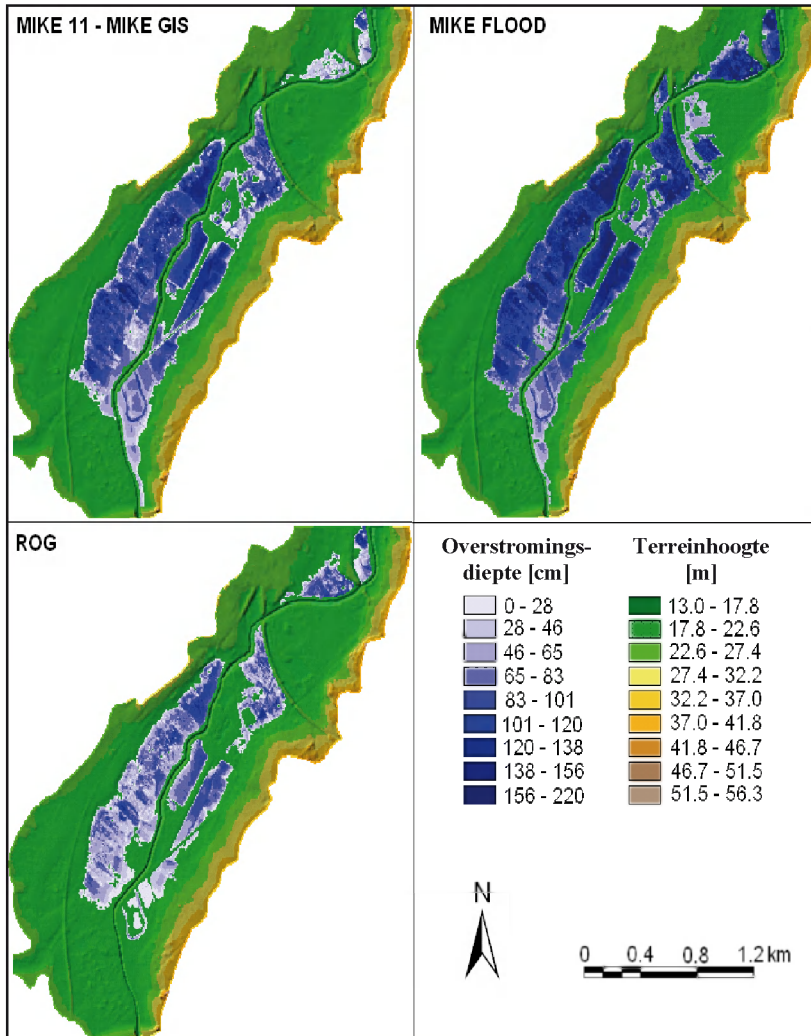 MIKE 11 - MIKE GIS
MIKE FLOOD
ROG
Overstromings-
diepte [cm]
0 - 28
28 - 46
46 - 65
65 - 83
83 - 101
101 - 120
120 - 138
138 - 156
156 - 220
Terreinhoogte
[m]
13.0 - 17.8
17.8 - 22.6
22.6 - 27.4
27.4 - 32.2
32.2 - 37.0
37.0 - 41.8
41.8 - 46.7
46.7 - 51.5
51.5 - 56.3
N
0 0.4 0.8 1.2 km